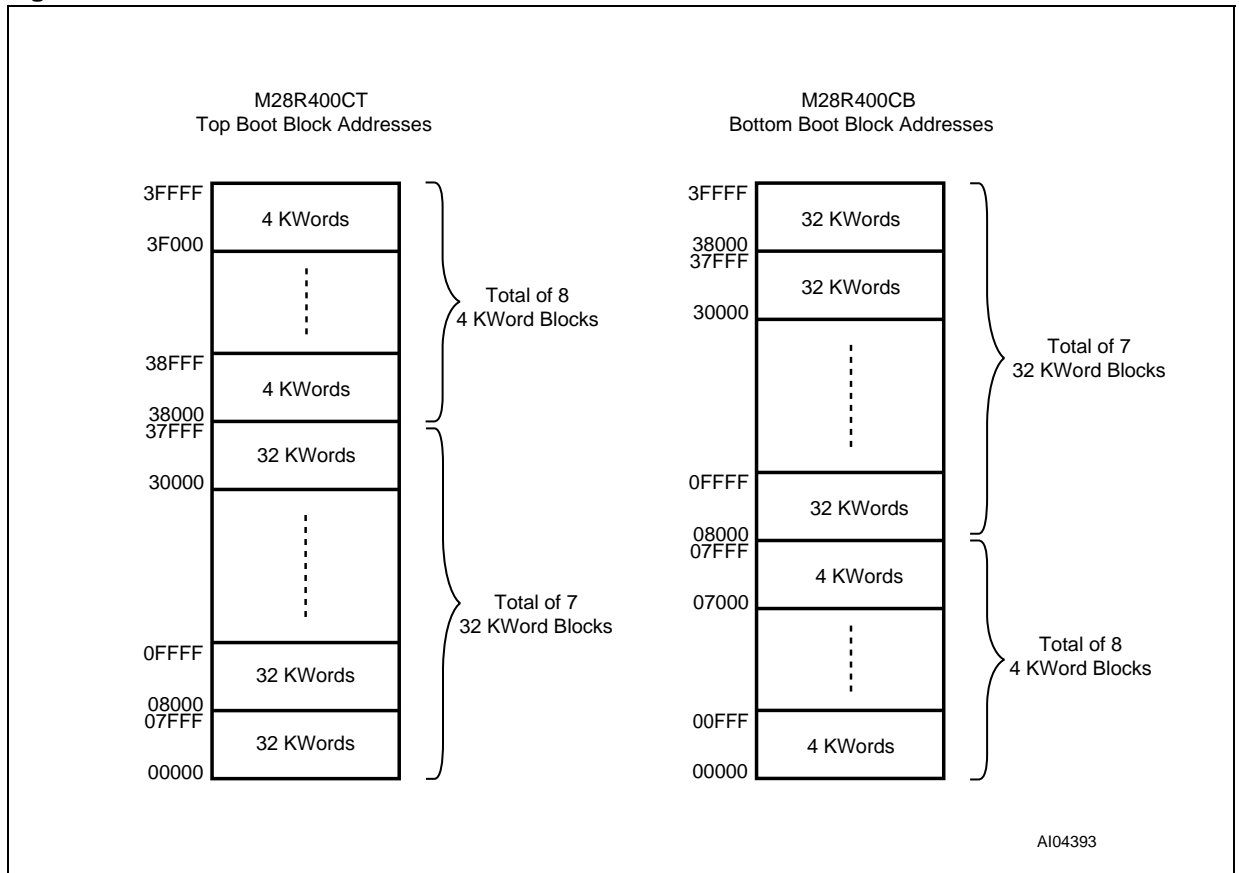 M28R400CT
Top Boot Block Addresses
3FFFF
4 KWords
3F000
Total of 8
4 KWord Blocks
38FFF
4 KWords
38000
37FFF
32 KWords
30000
Total of 7
32 KWord Blocks
0FFFF
32 KWords
08000
07FFF
32 KWords
00000
M28R400CB
Bottom Boot Block Addresses
3FFFF
32 KWords
38000
37FFF
32 KWords
30000
Total of 7
32 KWord Blocks
0FFFF
32 KWords
08000
07FFF
4 KWords
07000
Total of 8
4 KWord Blocks
00FFF
4 KWords
00000
AI04393